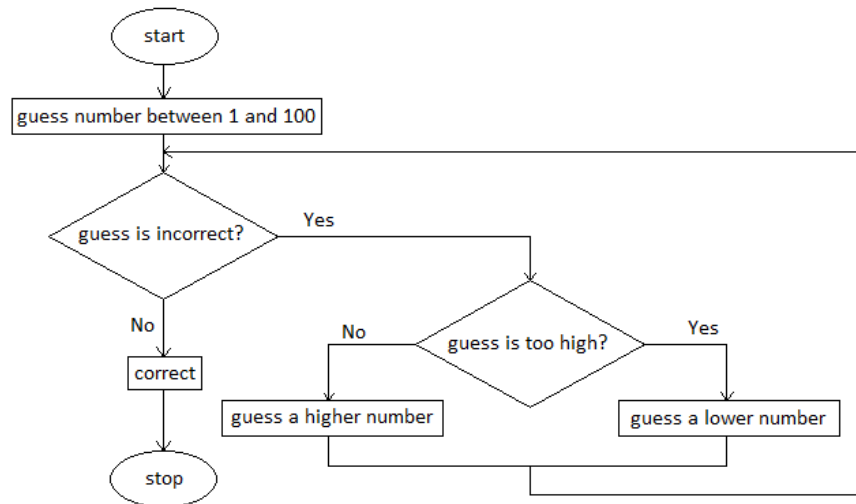 start
guess number between 1 and 100
guess is incorrect?
Yes
No
guess is too high?
No
Yes
correct
guess a higher number
guess a lower number
stop